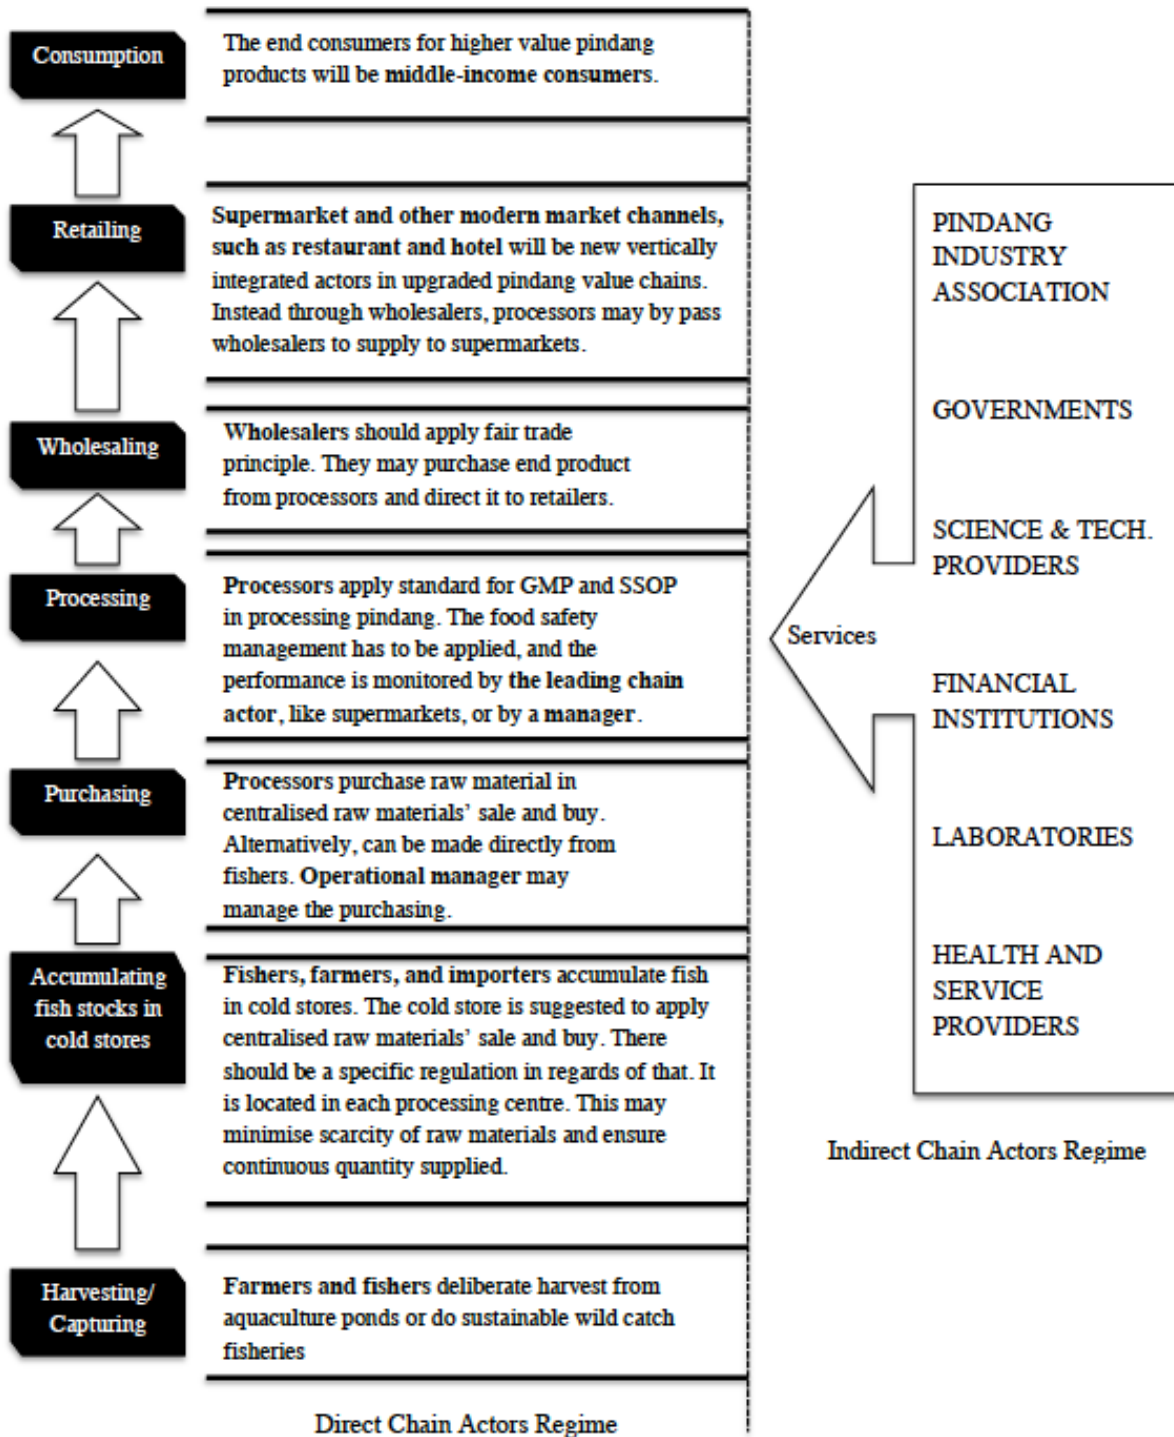 Consumption
The end consumers for higher value pindang
products will be middle-income consumers.
Retailing
Supermarket and other modern market channels,
such as restaurant and hotel will be new vertically
integrated actors in upgraded pindang value chains.
Instead through wholesalers, processors may by pass
wholesalers to supply to supermarkets.
Wholesaling
Wholesalers should apply fair trade
principle. They may purchase end product
from processors and direct it to retailers.
Processing
Processors apply standard for GMP and SSOP
in processing pindang. The food safety
management has to be applied, and the
performance is monitored by the leading chain
actor, like supermarkets, or by a manager.
Purchasing
Processors purchase raw material in
centralised raw materials’ sale and buy.
Alternatively, can be made directly from
fishers. Operational manager may
manage the purchasing.
Accumulating
fish stocks in
cold stores
Fishers, farmers, and importers accumulate fish
in cold stores. The cold store is suggested to apply
centralised raw materials’ sale and buy. There
should be a specific regulation in regards of that. It
is located in each processing centre. This may
minimise scarcity of raw materials and ensure
continuous quantity supplied.
Harvesting/
Capturing
Farmers and fishers deliberate harvest from
aquaculture ponds or do sustainable wild catch
fisheries
Direct Chain Actors Regime
Services
PINDANG
INDUSTRY
ASSOCIATION
GOVERNMENTS
SCIENCE & TECH.
PROVIDERS
FINANCIAL
INSTITUTIONS
LABORATORIES
HEALTH AND
SERVICE
PROVIDERS
Indirect Chain Actors Regime